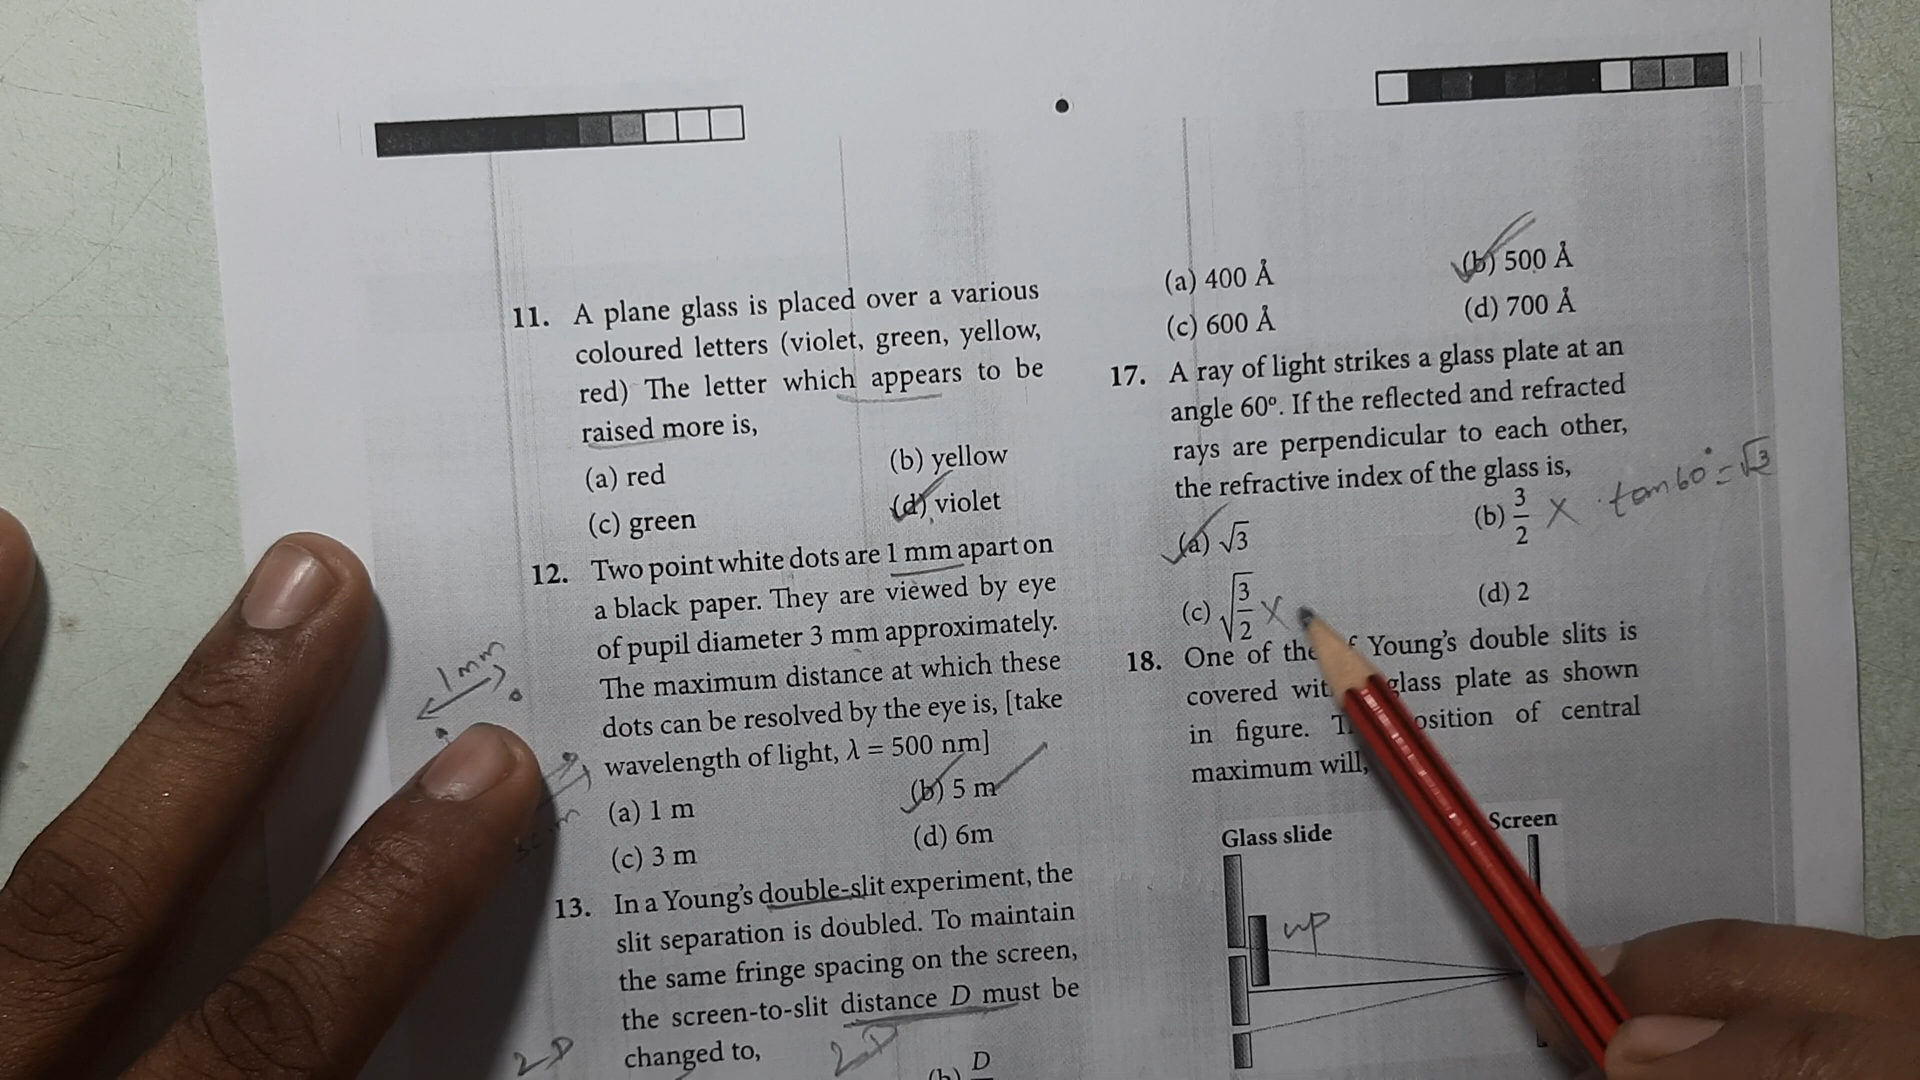 11. A plane glass is placed over a various
coloured letters (violet, green, yellow,
red) The letter which appears to be
raised more is,
(a) red (b) yellow
(c) green (d) violet
12. Two point white dots are 1 mm apart on
a black paper. They are viewed by eye
of pupil diameter 3 mm approximately.
The maximum distance at which these
dots can be resolved by the eye is, [take
wavelength of light, λ = 500 nm]
(a) 1 m (b) 5 m
(c) 3 m (d) 6m
1mm
13. In a Young's double-slit experiment, the
slit separation is doubled. To maintain
the same fringe spacing on the screen,
the screen-to-slit distance D must be
changed to,
2D 2D
(b) D
(a) 400 Å (b) 500 Å
(c) 600 Å (d) 700 Å
17. A ray of light strikes a glass plate at an
angle 60º. If the reflected and refracted
rays are perpendicular to each other,
the refractive index of the glass is,
(a) √3 (b) 3/2 × tan60° = √3
(c) √3/2 × (d) 2
18. One of the Young's double slits is
covered glass plate as shown
in figure. central
maximum will,
Glass slide Screen
up